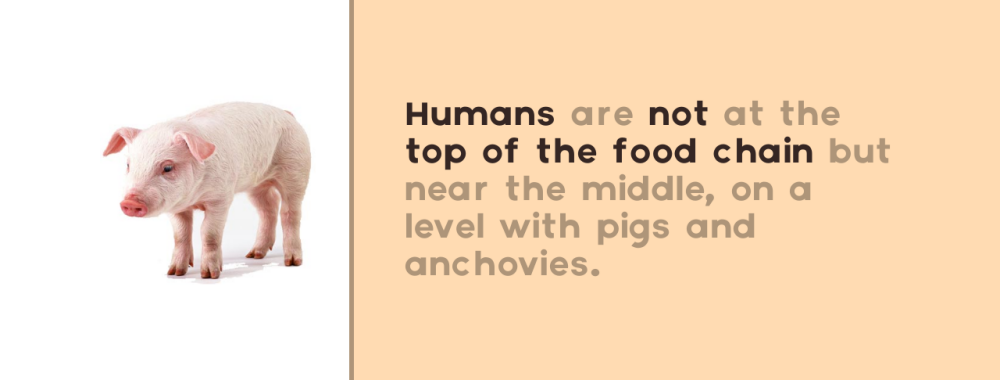 Humans are not at the
top of the food chain but
near the middle, on a
level with pigs and
anchovies.